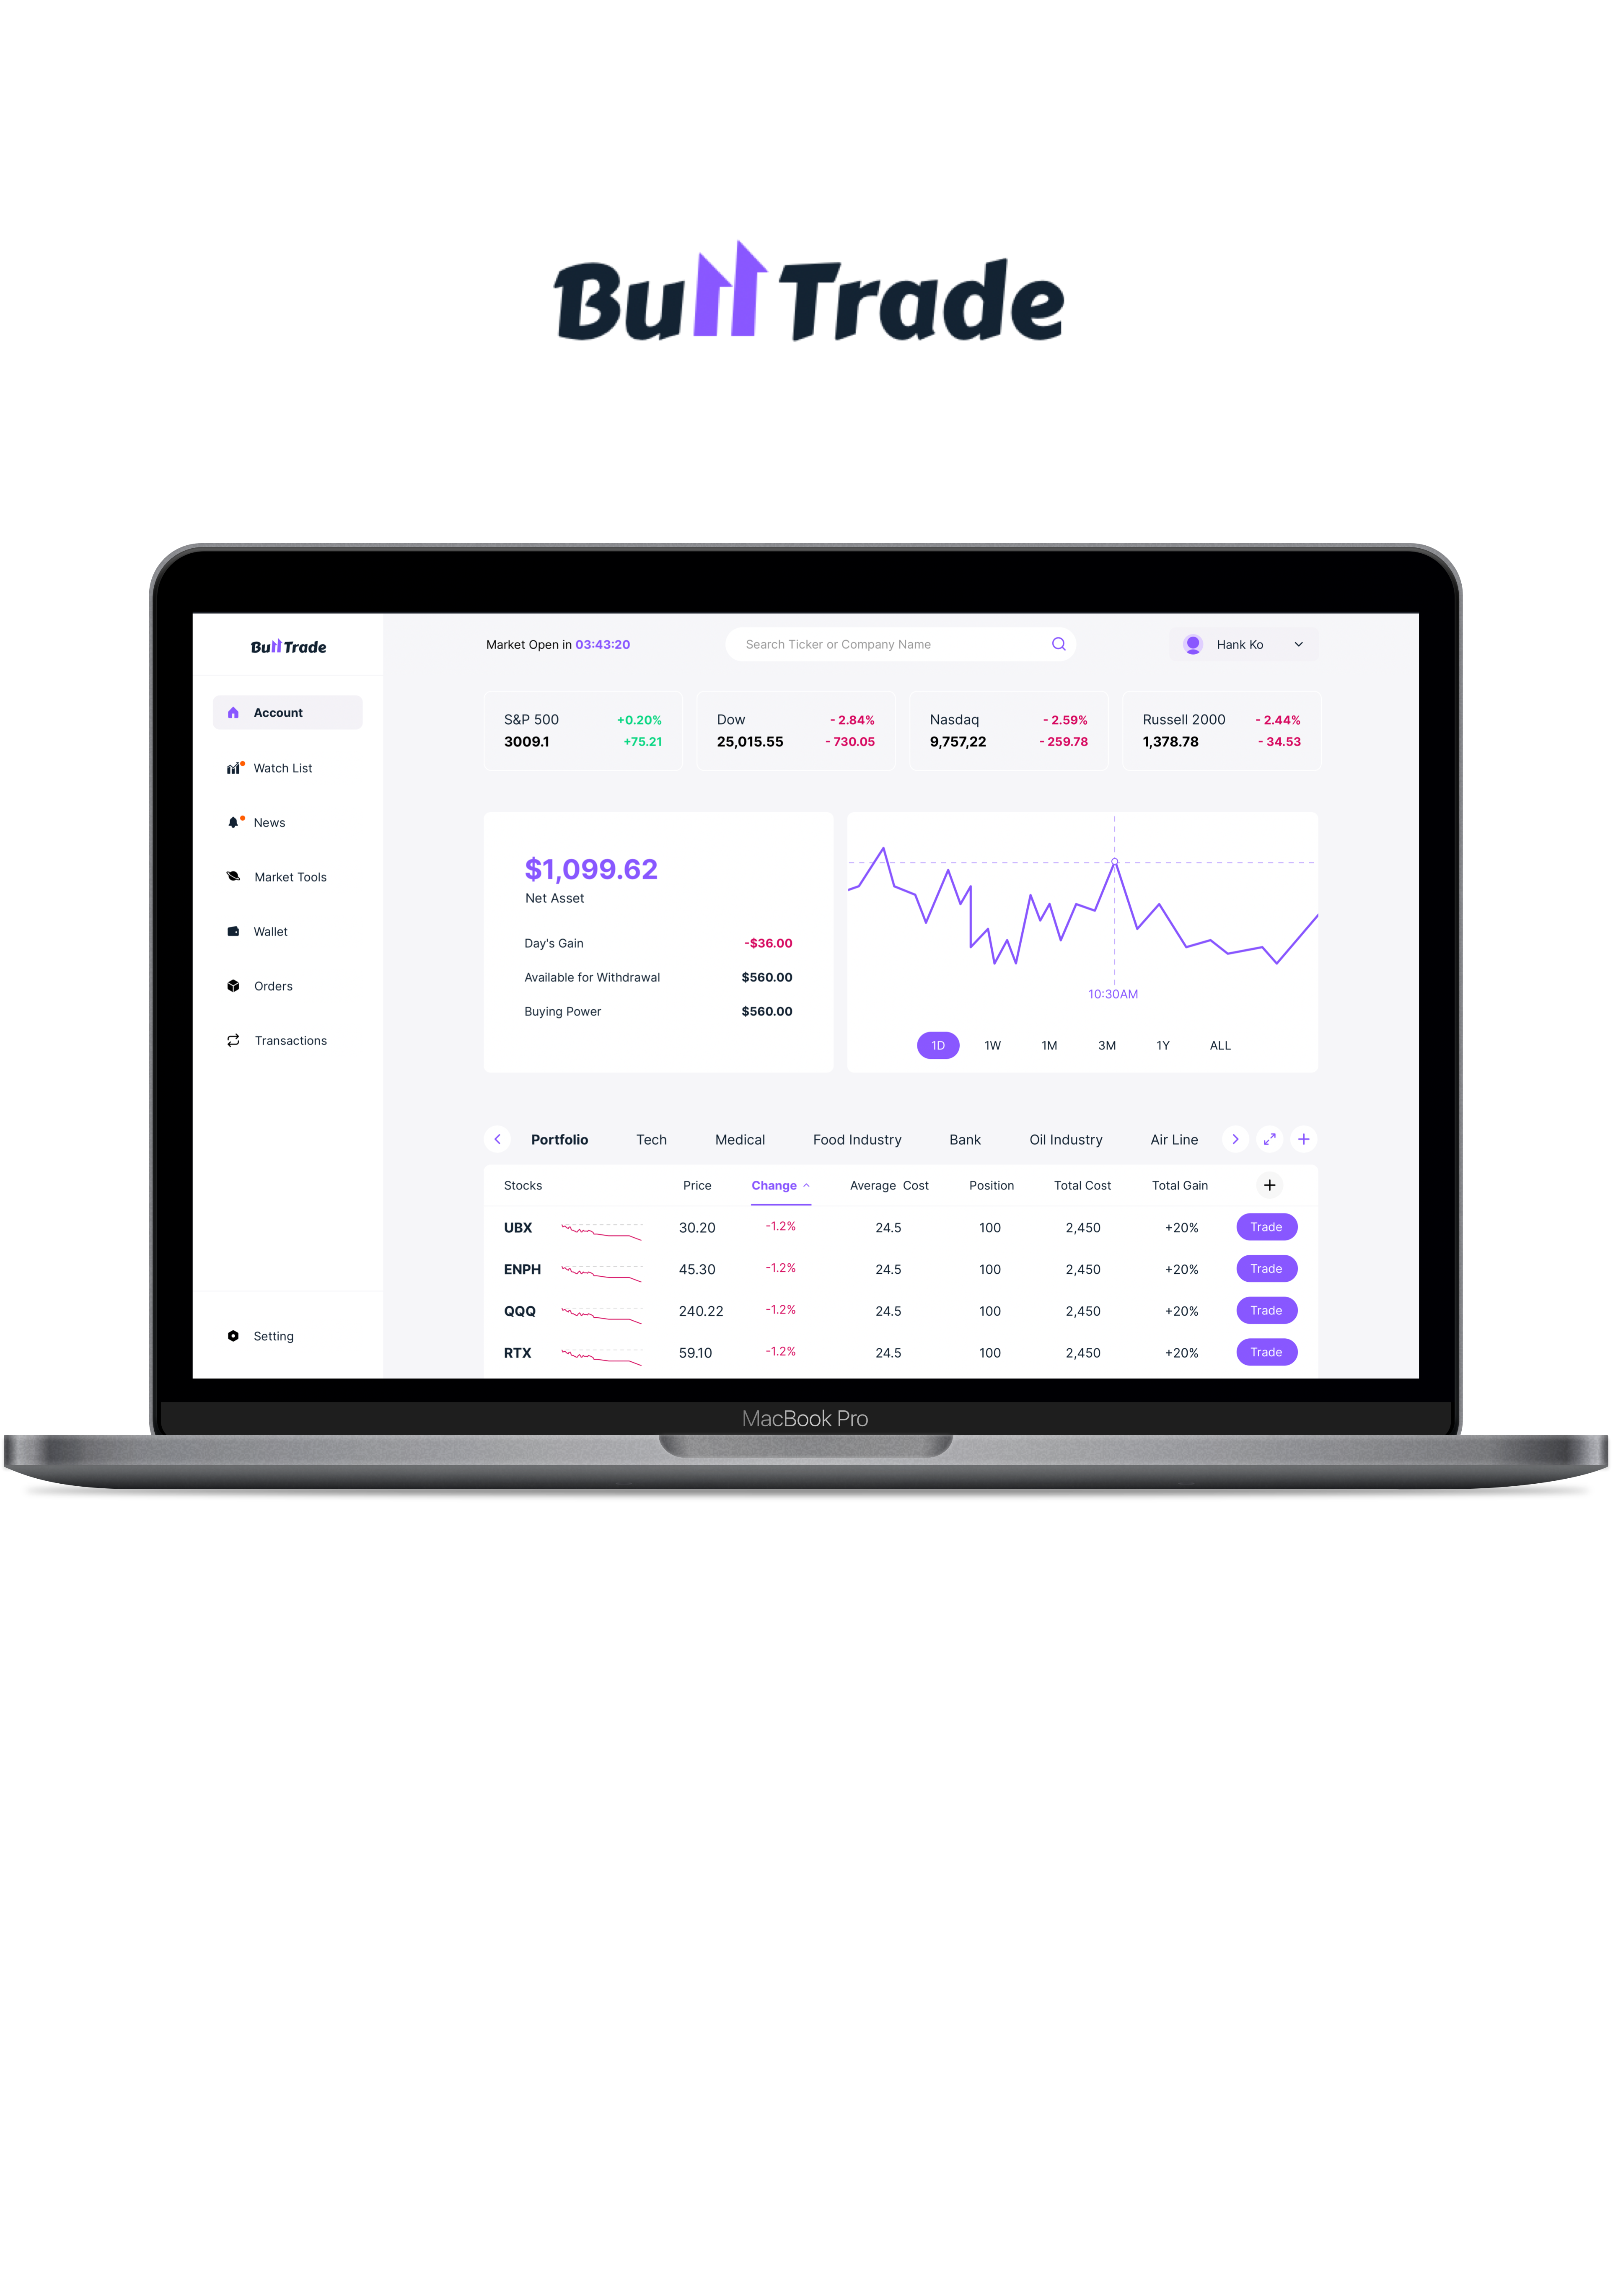 Bull Trade
Bull Trade
Market Open in 03:43:20
Search Ticker or Company Name
Hank Ko
Account
Watch List
News
Market Tools
Wallet
Orders
Transactions
Setting
S&P 500 +0.20%
3009.1 +75.21
Dow - 2.84%
25,015.55 - 730.05
Nasdaq - 2.59%
9,757,22 - 259.78
Russell 2000 - 2.44%
1,378.78 - 34.53
$1,099.62
Net Asset
Day's Gain -$36.00
Available for Withdrawal $560.00
Buying Power $560.00
10:30AM
1D 1W 1M 3M 1Y ALL
Portfolio Tech Medical Food Industry Bank Oil Industry Air Line
Stocks Price Change Average Cost Position Total Cost Total Gain
UBX 30.20 -1.2% 24.5 100 2,450 +20% Trade
ENPH 45.30 -1.2% 24.5 100 2,450 +20% Trade
QQQ 240.22 -1.2% 24.5 100 2,450 +20% Trade
RTX 59.10 -1.2% 24.5 100 2,450 +20% Trade
MacBook Pro